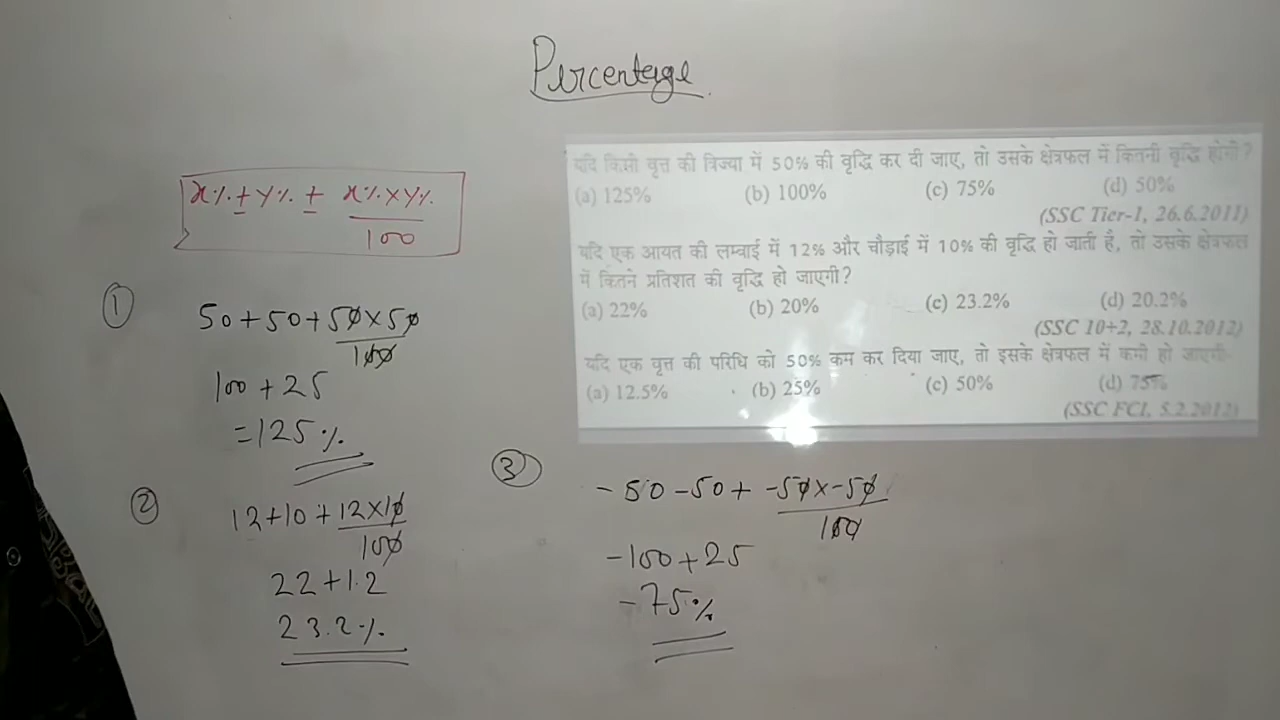 Percentage
x%±y% ± x%×y%
100
यदि किसी वृत्त की त्रिज्या में 50% की वृद्धि कर दी जाए, तो उसके क्षेत्रफल में कितनी वृद्धि होगी?
(a) 125% (b) 100% (c) 75% (d) 50%
(SSC Tier-1, 26.6.2011)
यदि एक आयत की लम्बाई में 12% और चौड़ाई में 10% की वृद्धि हो जाती है, तो उसके क्षेत्रफल
में कितने प्रतिशत की वृद्धि हो जाएगी?
(a) 22% (b) 20% (c) 23.2% (d) 20.2%
(SSC 10+2, 28.10.2012)
यदि एक वृत्त की परिधि को 50% कम कर दिया जाए, तो इसके क्षेत्रफल में कमी हो जाएगी-
(a) 12.5% (b) 25% (c) 50% (d) 75%
(SSC FCI, 5.2.2012)
①
50+50+50×50
100
100+25
=125%
②
12+10+12×10
100
22+1.2
23.2%
③
-50-50+ -50×-50
100
-100+25
-75%